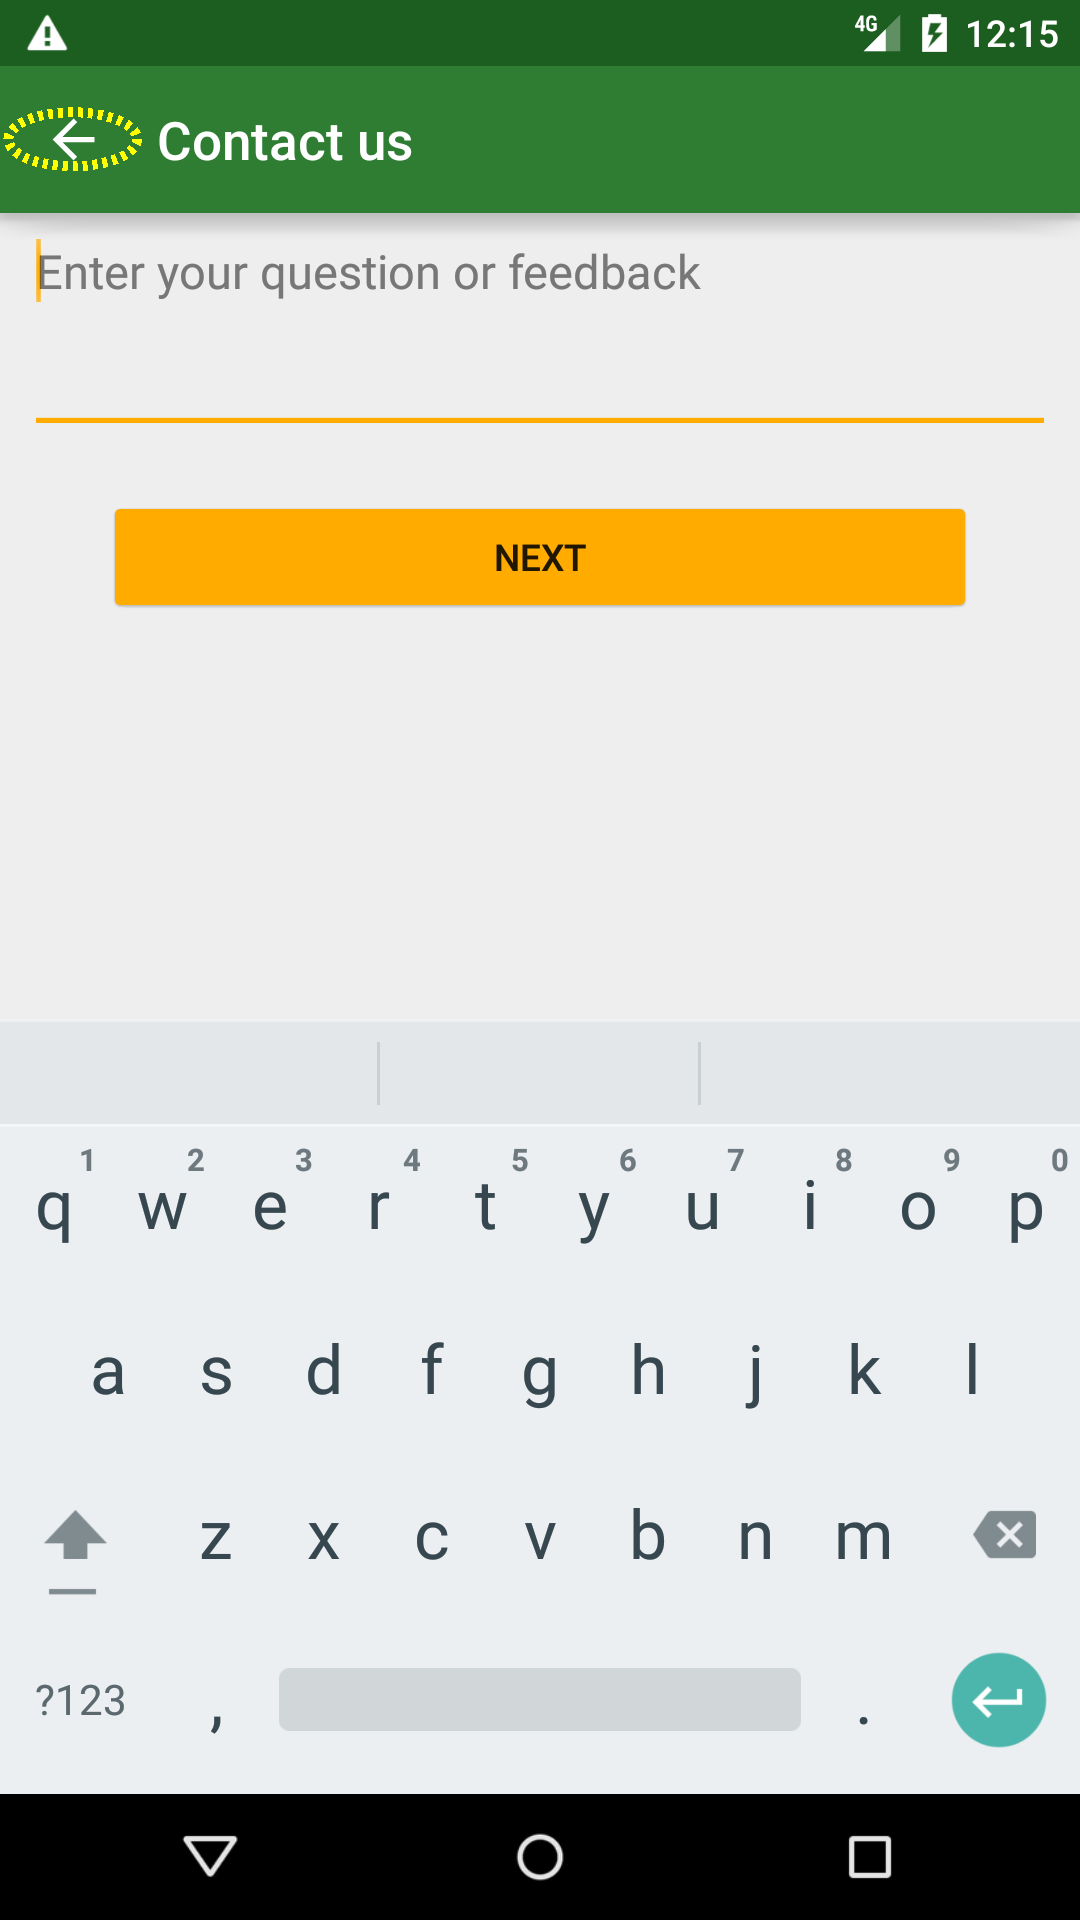 4G 12:15
Contact us
Enter your question or feedback
NEXT
1 2 3 4 5 6 7 8 9 0
q w e r t y u i o p
a s d f g h j k l
z x c v b n m
?123 , .